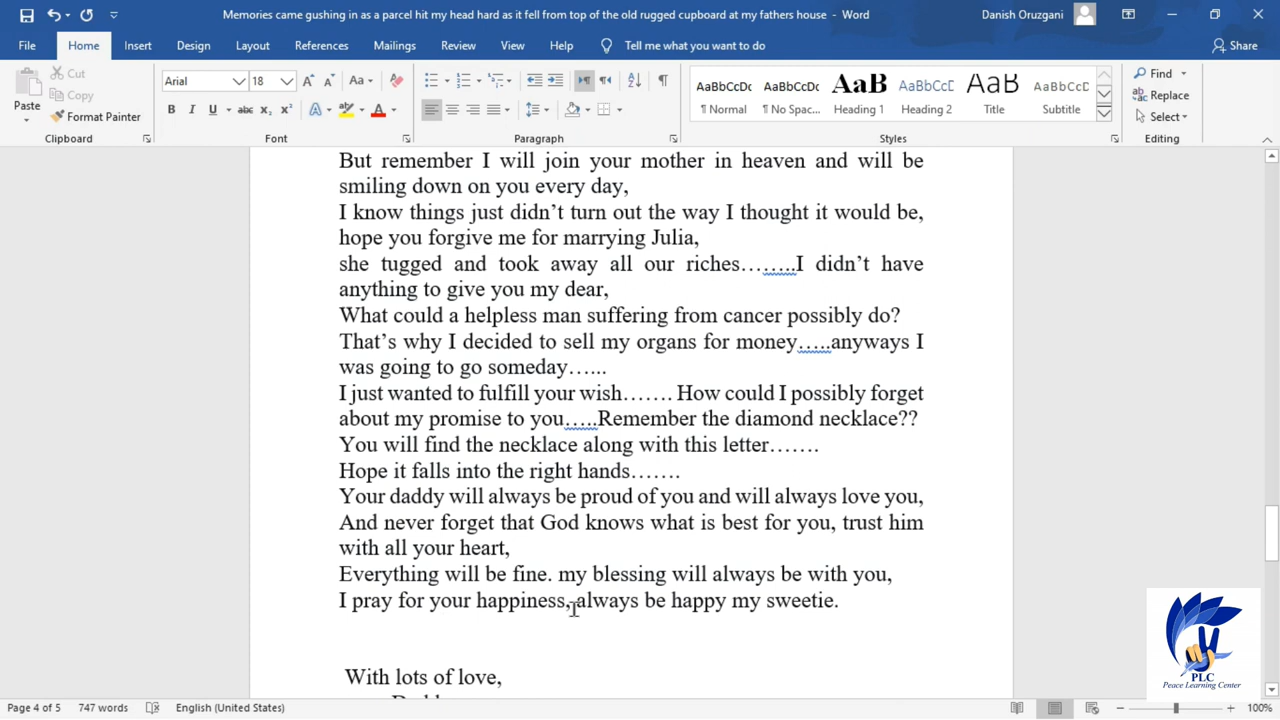 Memories came gushing in as a parcel hit my head hard as it fell from top of the old rugged cupboard at my fathers house - Word
Danish Oruzgani
File Home Insert Design Layout References Mailings Review View Help Tell me what you want to do Share
Paste
Cut
Copy
Format Painter
Clipboard
Arial 18
Font
Paragraph
AaBbCcDc AaBbCcDc AaB AaBbCcD AaB AaBbCcDc
¶ Normal ¶ No Spac... Heading 1 Heading 2 Title Subtitle
Styles
Find
Replace
Select
Editing
But remember I will join your mother in heaven and will be
smiling down on you every day,
I know things just didn’t turn out the way I thought it would be,
hope you forgive me for marrying Julia,
she tugged and took away all our riches……..I didn’t have
anything to give you my dear,
What could a helpless man suffering from cancer possibly do?
That’s why I decided to sell my organs for money…..anyways I
was going to go someday…...
I just wanted to fulfill your wish……. How could I possibly forget
about my promise to you…..Remember the diamond necklace??
You will find the necklace along with this letter…….
Hope it falls into the right hands…….
Your daddy will always be proud of you and will always love you,
And never forget that God knows what is best for you, trust him
with all your heart,
Everything will be fine. my blessing will always be with you,
I pray for your happiness, always be happy my sweetie.
With lots of love,
PLC
Peace Learning Center
Page 4 of 5 747 words English (United States) 100%